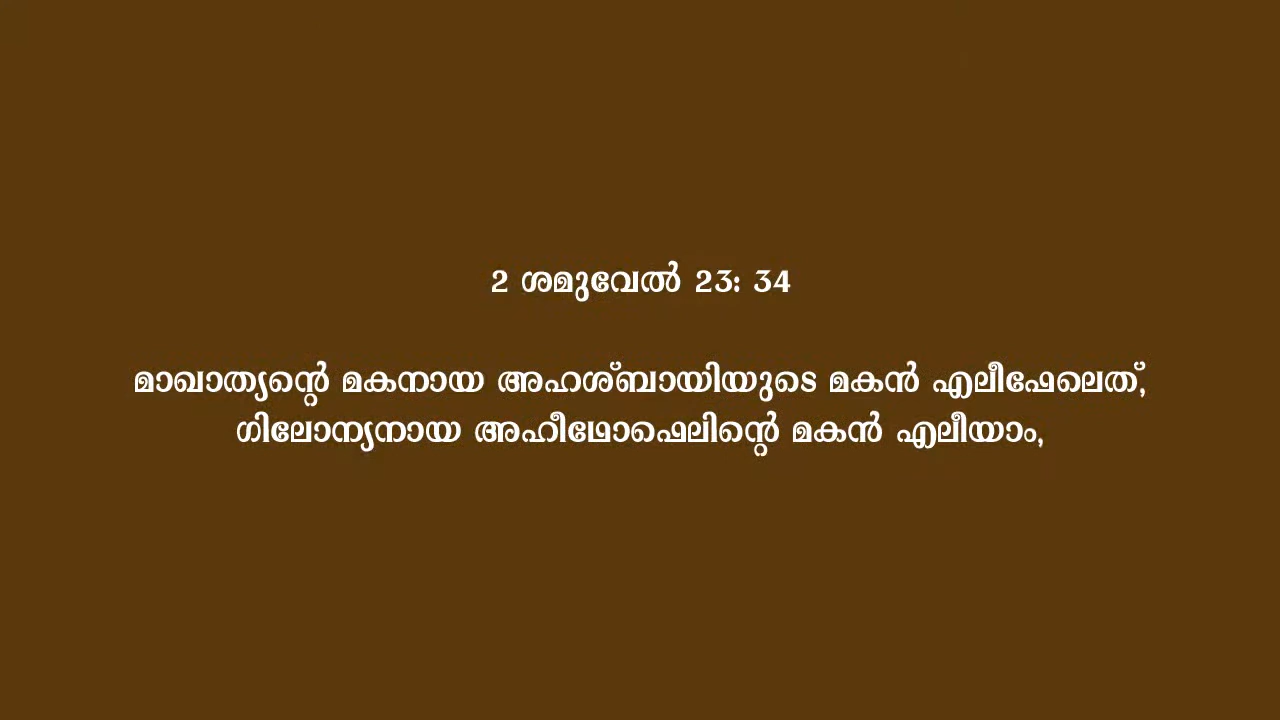 2 ശമുവേൽ 23: 34
മാഖാത്യന്റെ മകനായ അഹശ്ബായിയുടെ മകൻ എലീഫേലെത്,
ഗിലോന്യനായ അഹീഥോഫെലിന്റെ മകൻ എലീയാം,